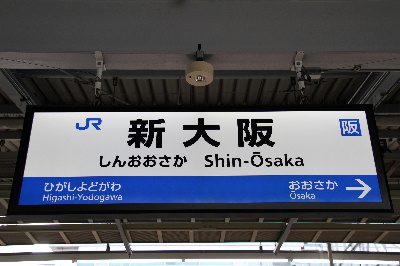 JR 新大阪 阪
しんおおさか Shin-Ōsaka
ひがしよどがわ おおさか →
Higashi-Yodogawa Ōsaka